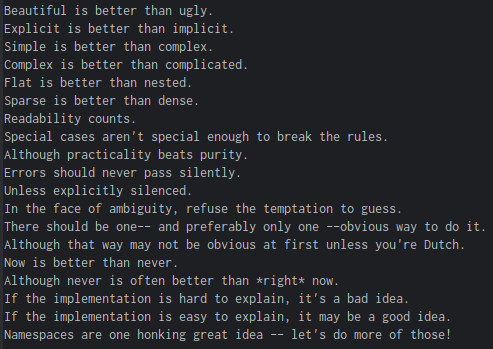 Beautiful is better than ugly.
Explicit is better than implicit.
Simple is better than complex.
Complex is better than complicated.
Flat is better than nested.
Sparse is better than dense.
Readability counts.
Special cases aren't special enough to break the rules.
Although practicality beats purity.
Errors should never pass silently.
Unless explicitly silenced.
In the face of ambiguity, refuse the temptation to guess.
There should be one-- and preferably only one --obvious way to do it.
Although that way may not be obvious at first unless you're Dutch.
Now is better than never.
Although never is often better than *right* now.
If the implementation is hard to explain, it's a bad idea.
If the implementation is easy to explain, it may be a good idea.
Namespaces are one honking great idea -- let's do more of those!